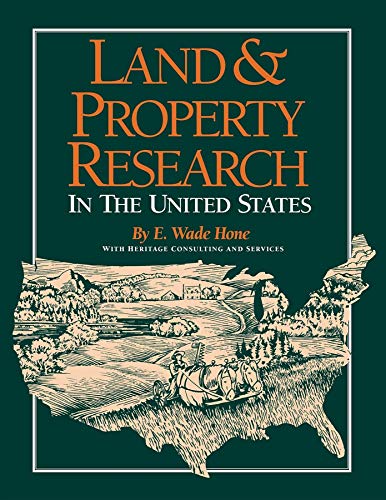 LAND &
PROPERTY
RESEARCH
IN THE UNITED STATES
By E. Wade Hone
WITH HERITAGE CONSULTING AND SERVICES